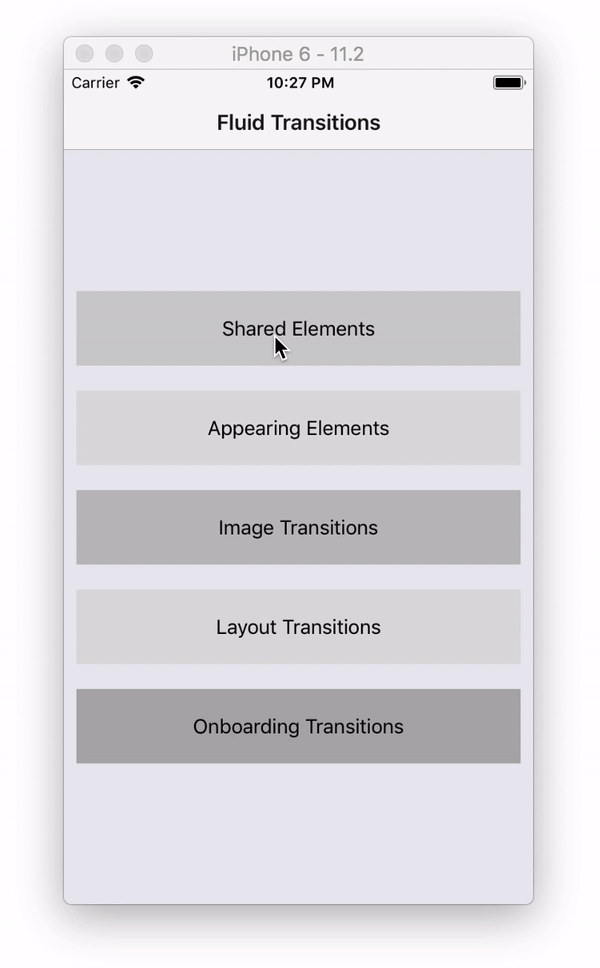 iPhone 6 - 11.2
Carrier 10:27 PM
Fluid Transitions
Shared Elements
Appearing Elements
Image Transitions
Layout Transitions
Onboarding Transitions